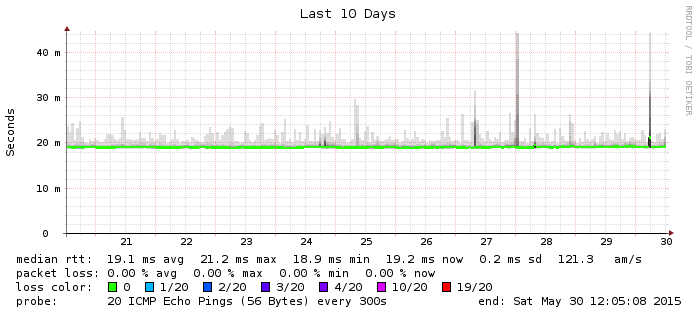 Last 10 Days
RRDTOOL / TOBI OETIKER
Seconds
40 m
30 m
20 m
10 m
0
21 22 23 24 25 26 27 28 29 30
median rtt: 19.1 ms avg 21.2 ms max 18.9 ms min 19.2 ms now 0.2 ms sd 121.3 am/s
packet loss: 0.00 % avg 0.00 % max 0.00 % min 0.00 % now
loss color: 0 1/20 2/20 3/20 4/20 10/20 19/20
probe: 20 ICMP Echo Pings (56 Bytes) every 300s end: Sat May 30 12:05:08 2015